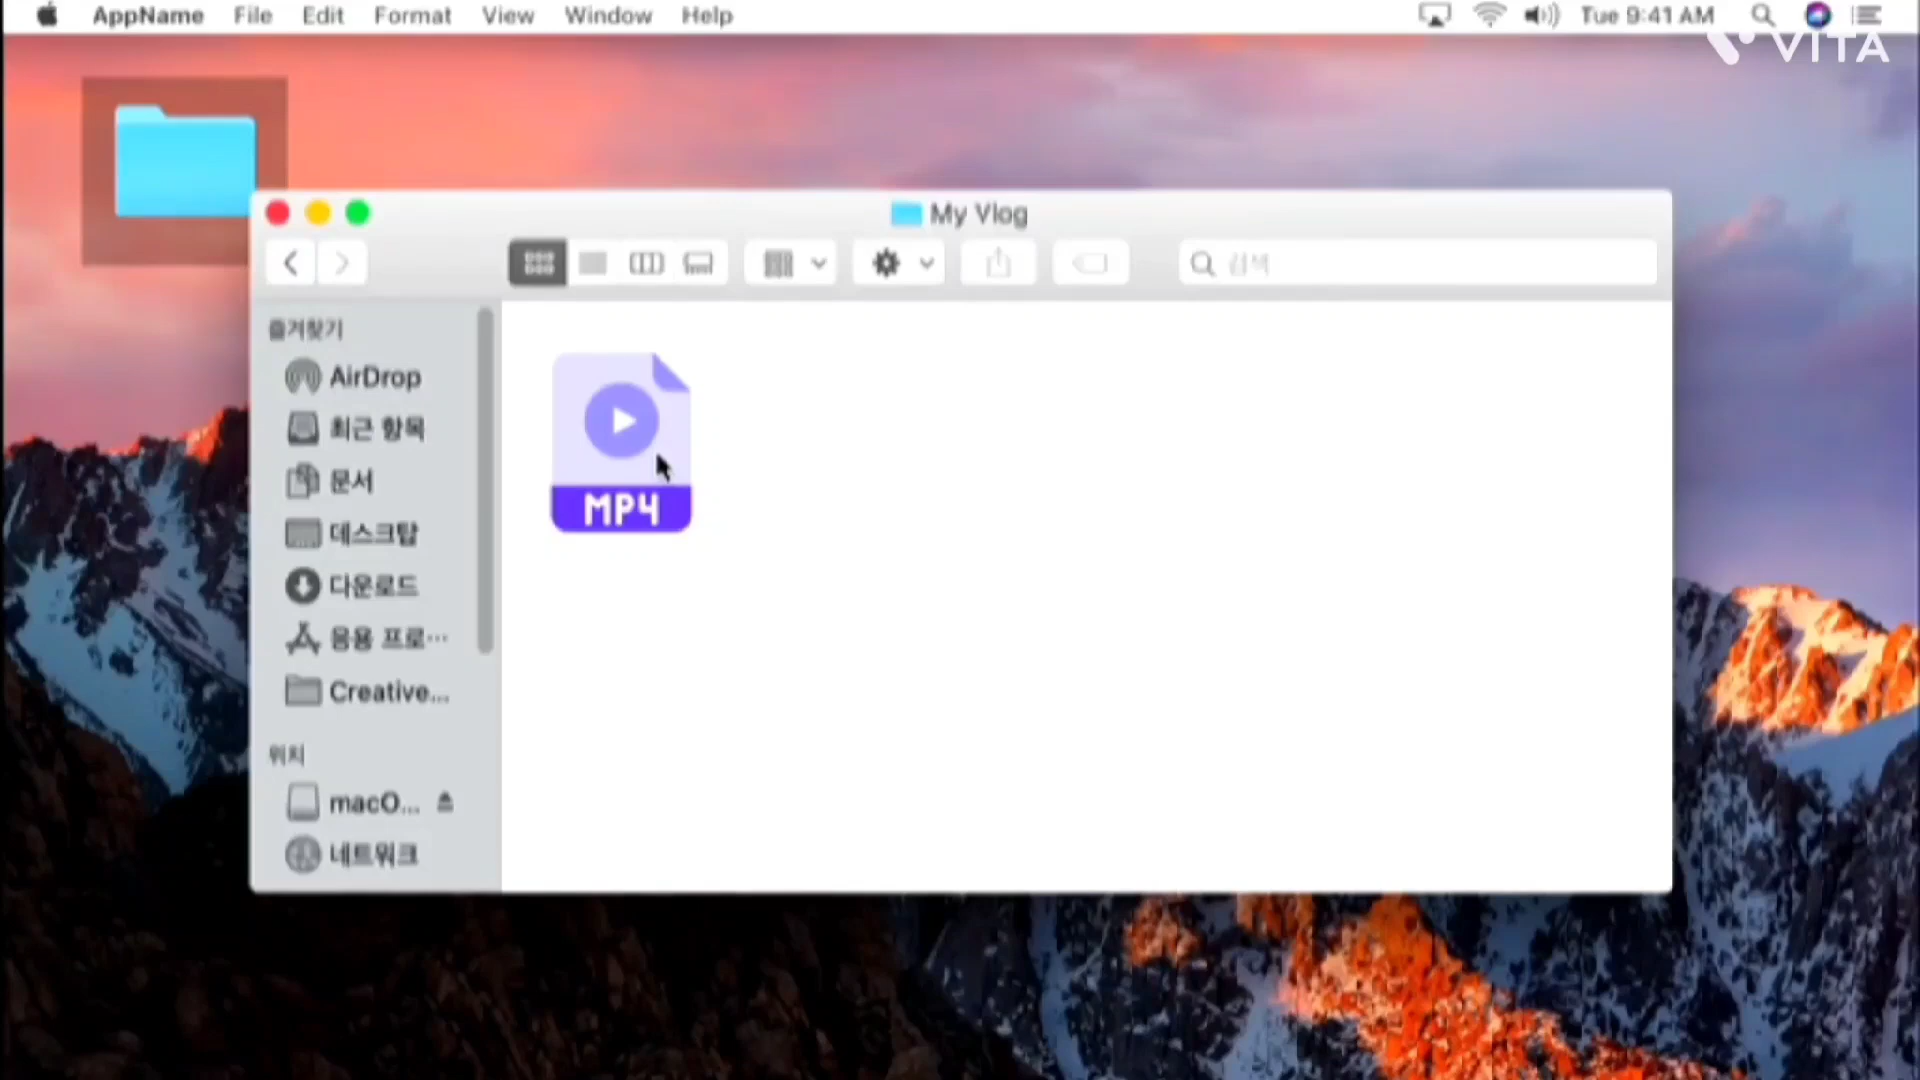 AppName File Edit Format View Window Help Tue 9:41 AM
VITA
My Vlog
검색
즐겨찾기
AirDrop
최근 항목
문서
데스크탑
다운로드
응용 프로...
Creative...
위치
macO...
네트워크
MP4